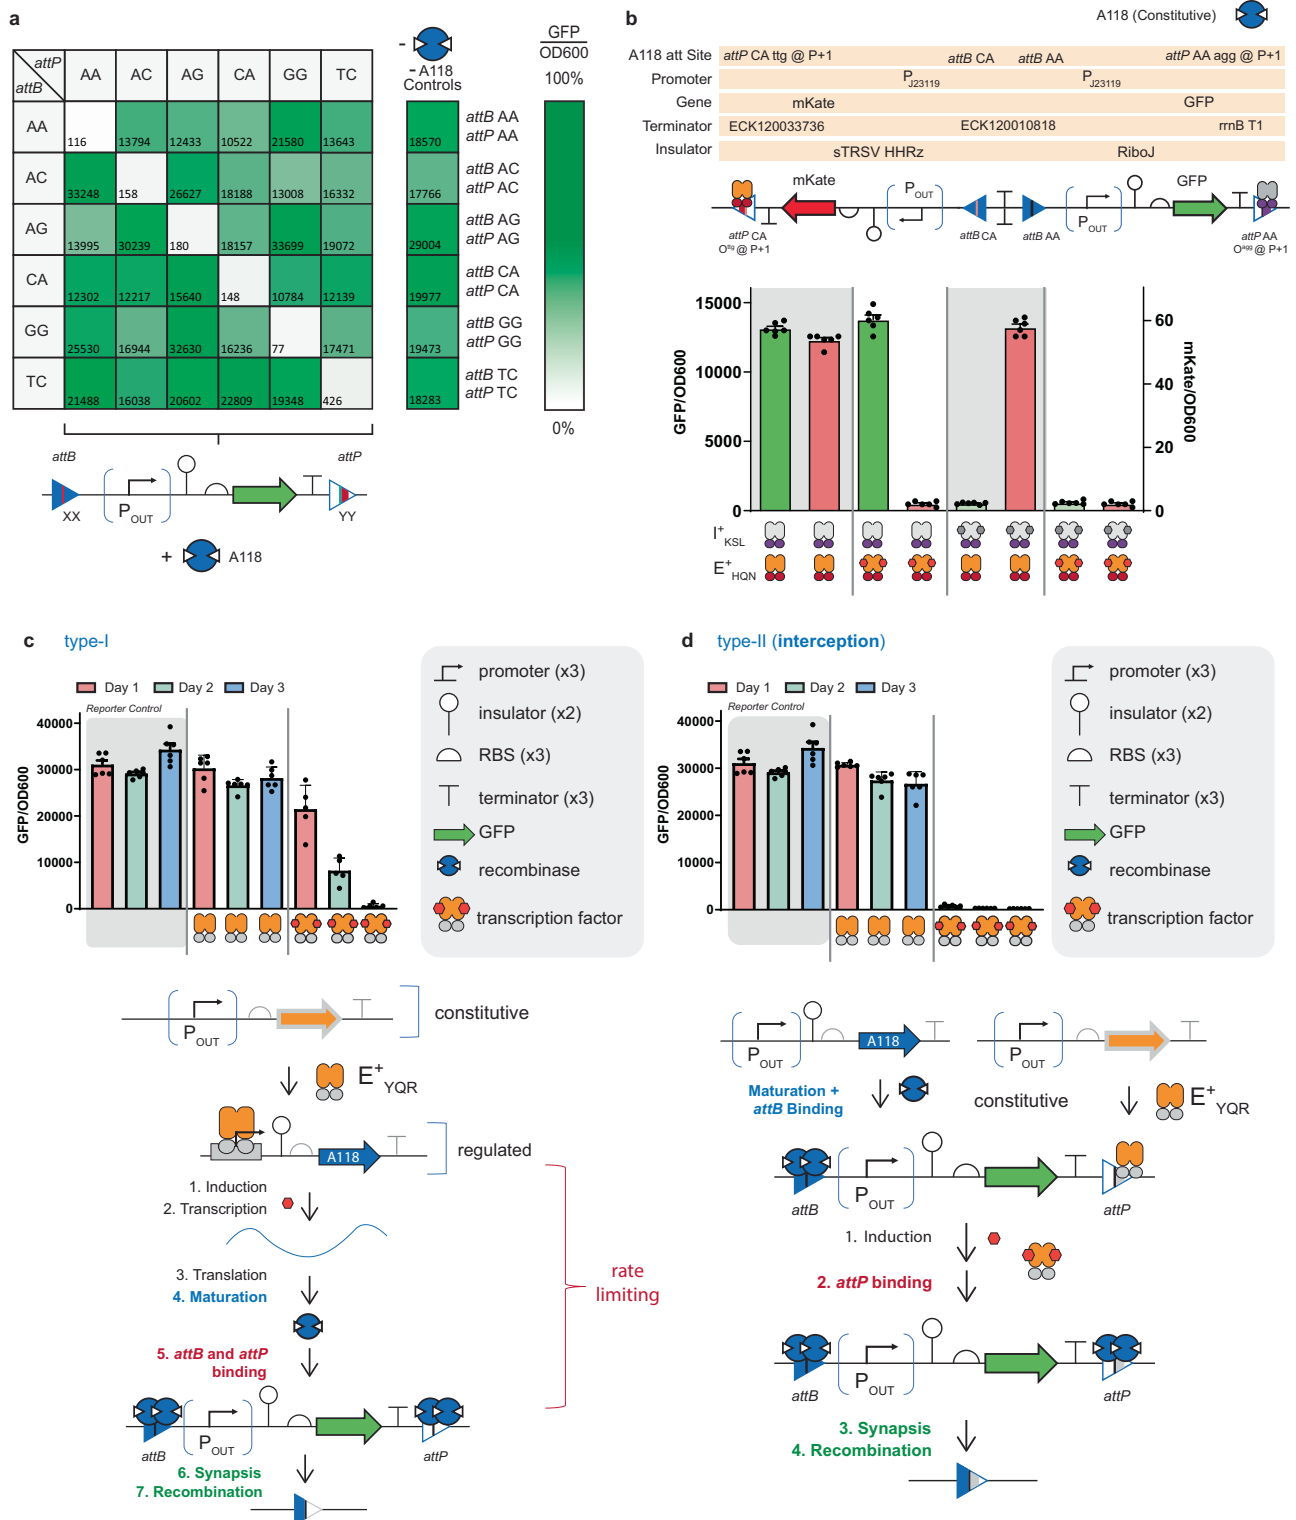 a
attP
attB
AA AC AG CA GG TC
AA 116 13794 12433 10522 21580 13643
AC 33248 158 26627 18188 13008 16332
AG 13995 30239 180 18157 33699 19072
CA 12302 12217 15640 148 10784 12139
GG 25530 16944 32630 16236 77 17471
TC 21488 16038 20602 22809 19348 426
-
- A118
Controls
18570
17766
29004
19977
19473
18283
attB AA
attP AA
attB AC
attP AC
attB AG
attP AG
attB CA
attP CA
attB GG
attP GG
attB TC
attP TC
GFP
OD600
100%
0%
attB
attP
XX
POUT
YY
+ A118
b
A118 (Constitutive)
A118 att Site attP CA ttg @ P+1 attB CA attB AA attP AA agg @ P+1
Promoter PJ23119 PJ23119
Gene mKate GFP
Terminator ECK120033736 ECK120010818 rrnB T1
Insulator sTRSV HHRz RiboJ
mKate
POUT
GFP
POUT
attP CA
Ottg @ P+1
attB CA
attB AA
attP AA
Oagg @ P+1
GFP/OD600
15000
10000
5000
0
mKate/OD600
60
40
20
0
I+KSL
E+HQN
c type-I
Day 1 Day 2 Day 3
Reporter Control
GFP/OD600
40000
30000
20000
10000
0
promoter (x3)
insulator (x2)
RBS (x3)
terminator (x3)
GFP
recombinase
transcription factor
POUT
constitutive
E+YQR
A118
regulated
1. Induction
2. Transcription
3. Translation
4. Maturation
5. attB and attP
binding
rate
limiting
attB
POUT
attP
6. Synapsis
7. Recombination
d type-II (interception)
Day 1 Day 2 Day 3
Reporter Control
GFP/OD600
40000
30000
20000
10000
0
promoter (x3)
insulator (x2)
RBS (x3)
terminator (x3)
GFP
recombinase
transcription factor
POUT
A118
POUT
Maturation +
attB Binding
constitutive
E+YQR
attB
POUT
attP
1. Induction
2. attP binding
attB
POUT
attP
3. Synapsis
4. Recombination